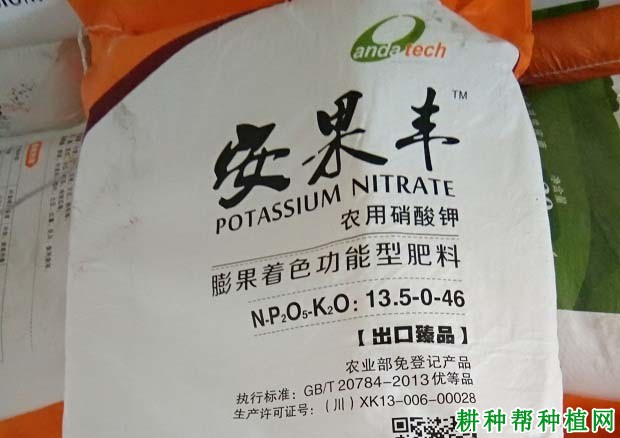 anda tech
安果丰™
POTASSIUM NITRATE
农用硝酸钾
膨果着色功能型肥料
N-P₂O₅-K₂O: 13.5-0-46
【出口臻品】
农业部免登记产品
执行标准: GB/T 20784-2013 优等品
生产许可证号: (川) XK13-006-00028
净含量
耕种帮种植网